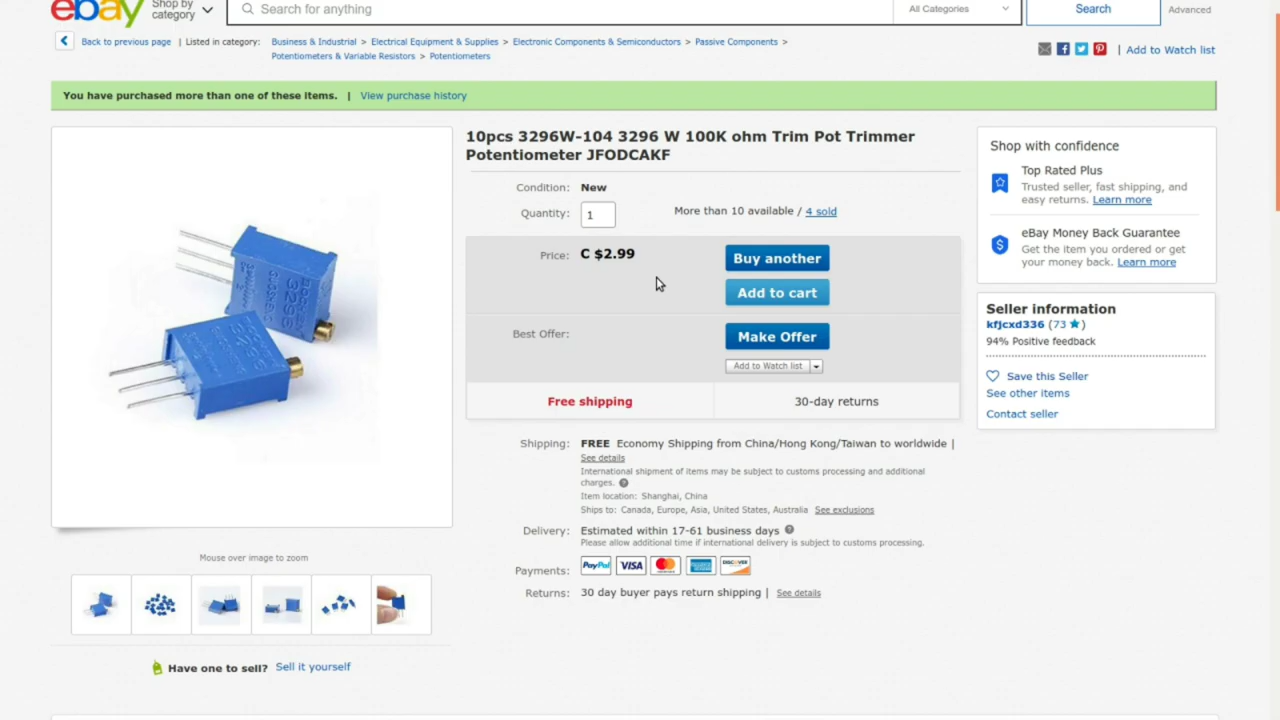 ebay
Shop by
category
Search for anything
All Categories
Search
Advanced
Back to previous page | Listed in category: Business & Industrial > Electrical Equipment & Supplies > Electronic Components & Semiconductors > Passive Components >
Potentiometers & Variable Resistors > Potentiometers
| Add to Watch list
You have purchased more than one of these items. | View purchase history
10pcs 3296W-104 3296 W 100K ohm Trim Pot Trimmer
Potentiometer JFODCAKF
Condition: New
Quantity: 1
More than 10 available / 4 sold
Price: C $2.99
Buy another
Add to cart
Best Offer:
Make Offer
Add to Watch list
Free shipping
30-day returns
Shipping: FREE Economy Shipping from China/Hong Kong/Taiwan to worldwide |
See details
International shipment of items may be subject to customs processing and additional
charges.
Item location: Shanghai, China
Ships to: Canada, Europe, Asia, United States, Australia See exclusions
Delivery: Estimated within 17-61 business days
Please allow additional time if international delivery is subject to customs processing.
Payments: PayPal VISA
DISCOVER
Returns: 30 day buyer pays return shipping | See details
Shop with confidence
Top Rated Plus
Trusted seller, fast shipping, and
easy returns. Learn more
eBay Money Back Guarantee
Get the item you ordered or get
your money back. Learn more
Seller information
kfjcxd336 (73)
94% Positive feedback
Save this Seller
See other items
Contact seller
3296
Mouse over image to zoom
Have one to sell? Sell it yourself